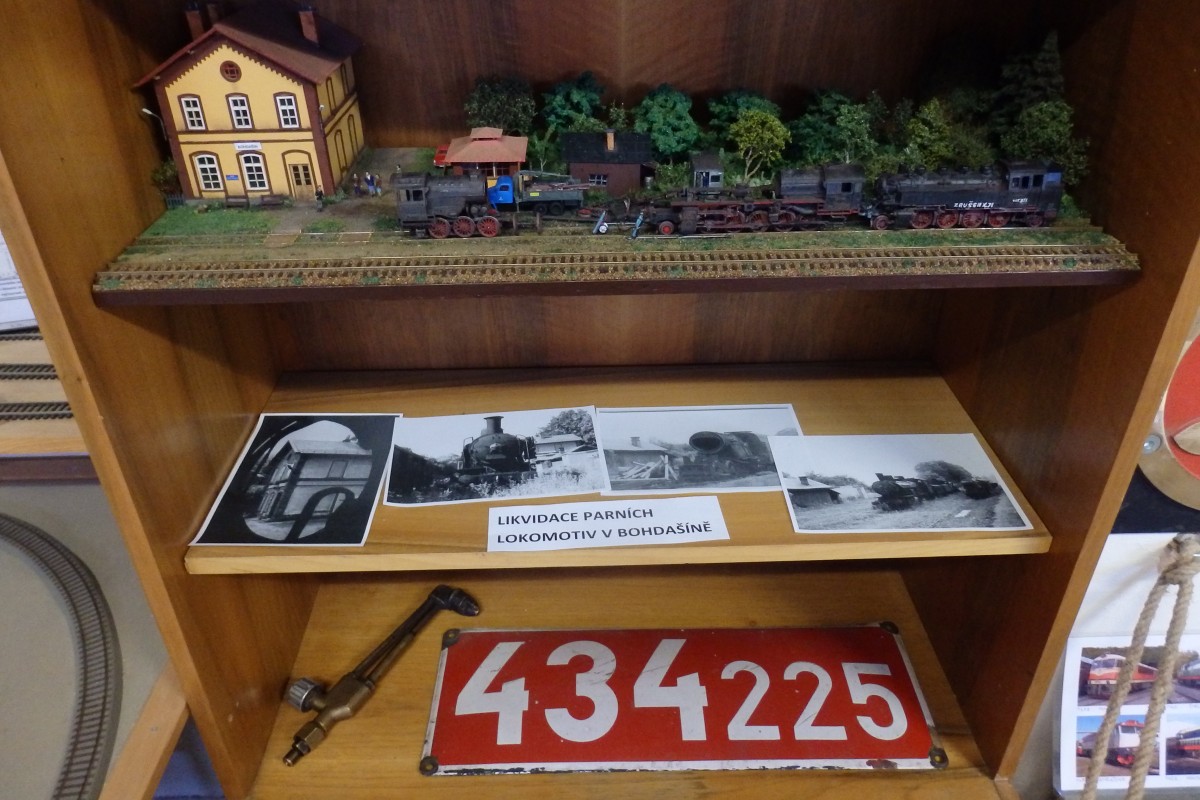 LIKVIDACE PARNÍCH
LOKOMOTIV V BOHDAŠÍNĚ
434225